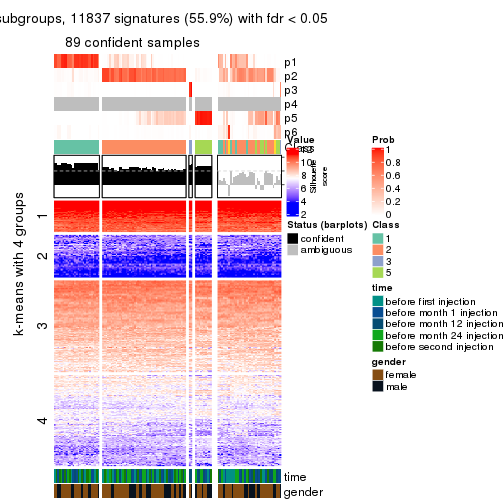 subgroups, 11837 signatures (55.9%) with fdr < 0.05
89 confident samples
p1
p2
p3
p4
p5
p6
Class
k-means with 4 groups
1
2
3
4
Silhouette
score
Value
10
8
6
4
2
Prob
1
0.8
0.6
0.4
0.2
0
Status (barplots)
confident
ambiguous
Class
1
2
3
5
time
before first injection
before month 1 injection
before month 12 injection
before month 24 injection
before second injection
gender
female
male
time
gender